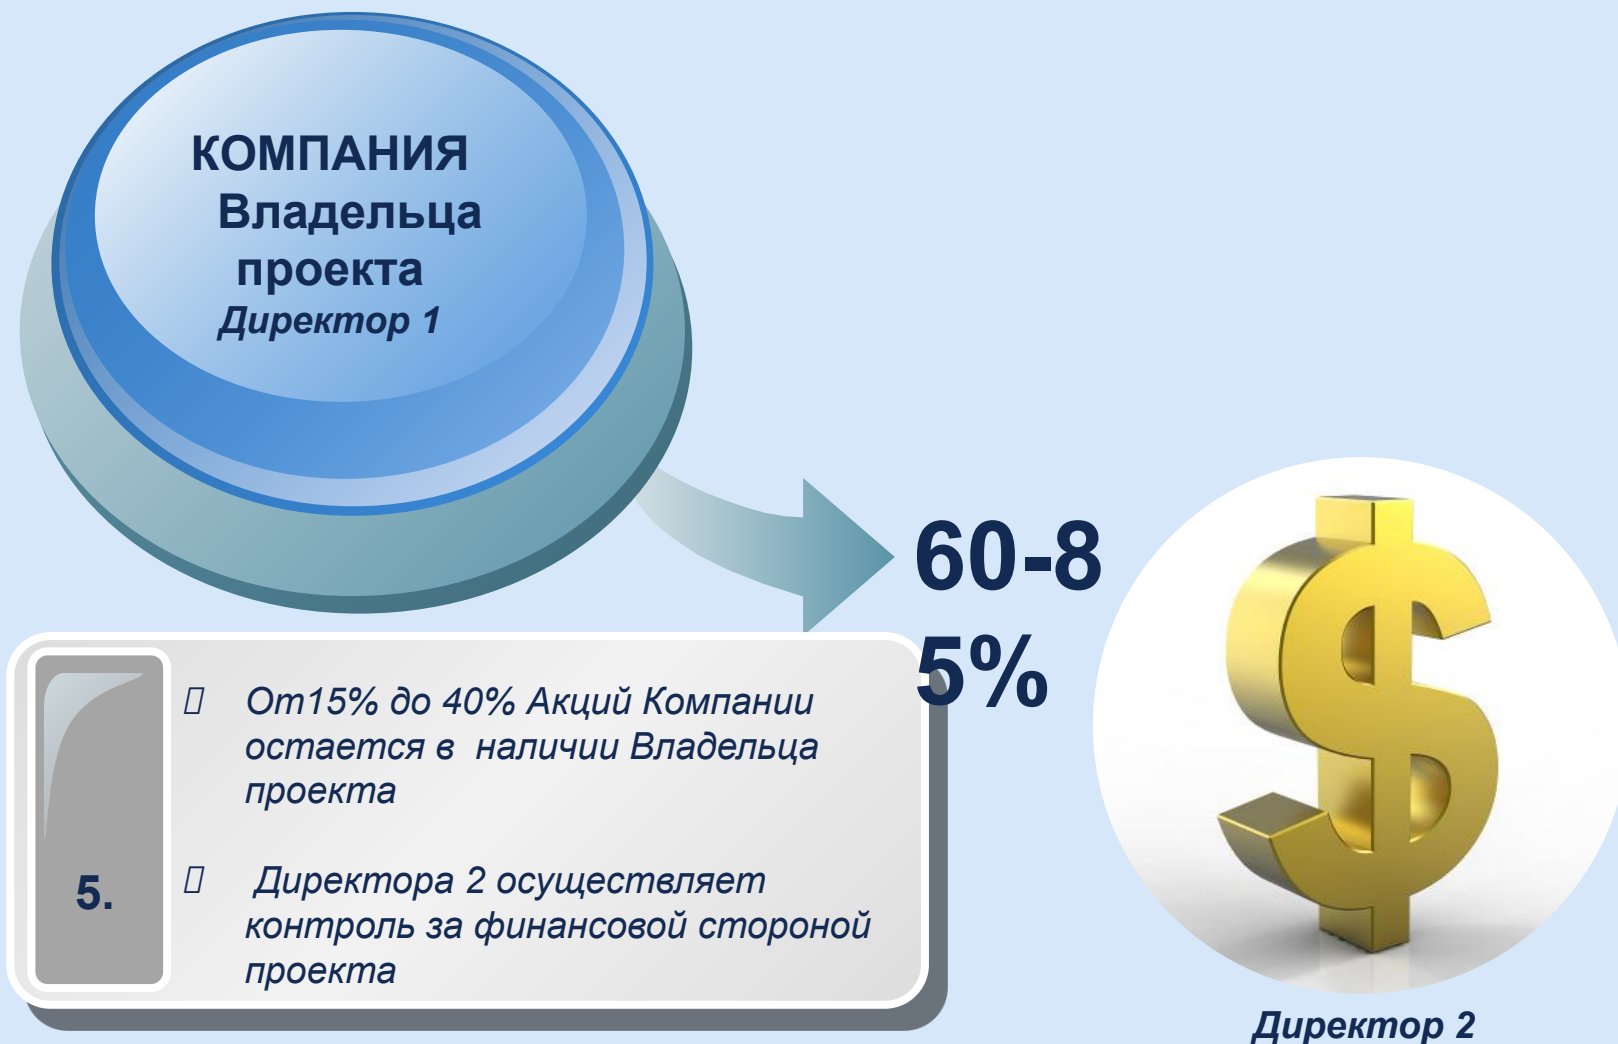 КОМПАНИЯ
Владельца
проекта
Директор 1
60-8
5%
От15% до 40% Акций Компании
остается в наличии Владельца
проекта
5.
Директора 2 осуществляет
контроль за финансовой стороной
проекта
Директор 2